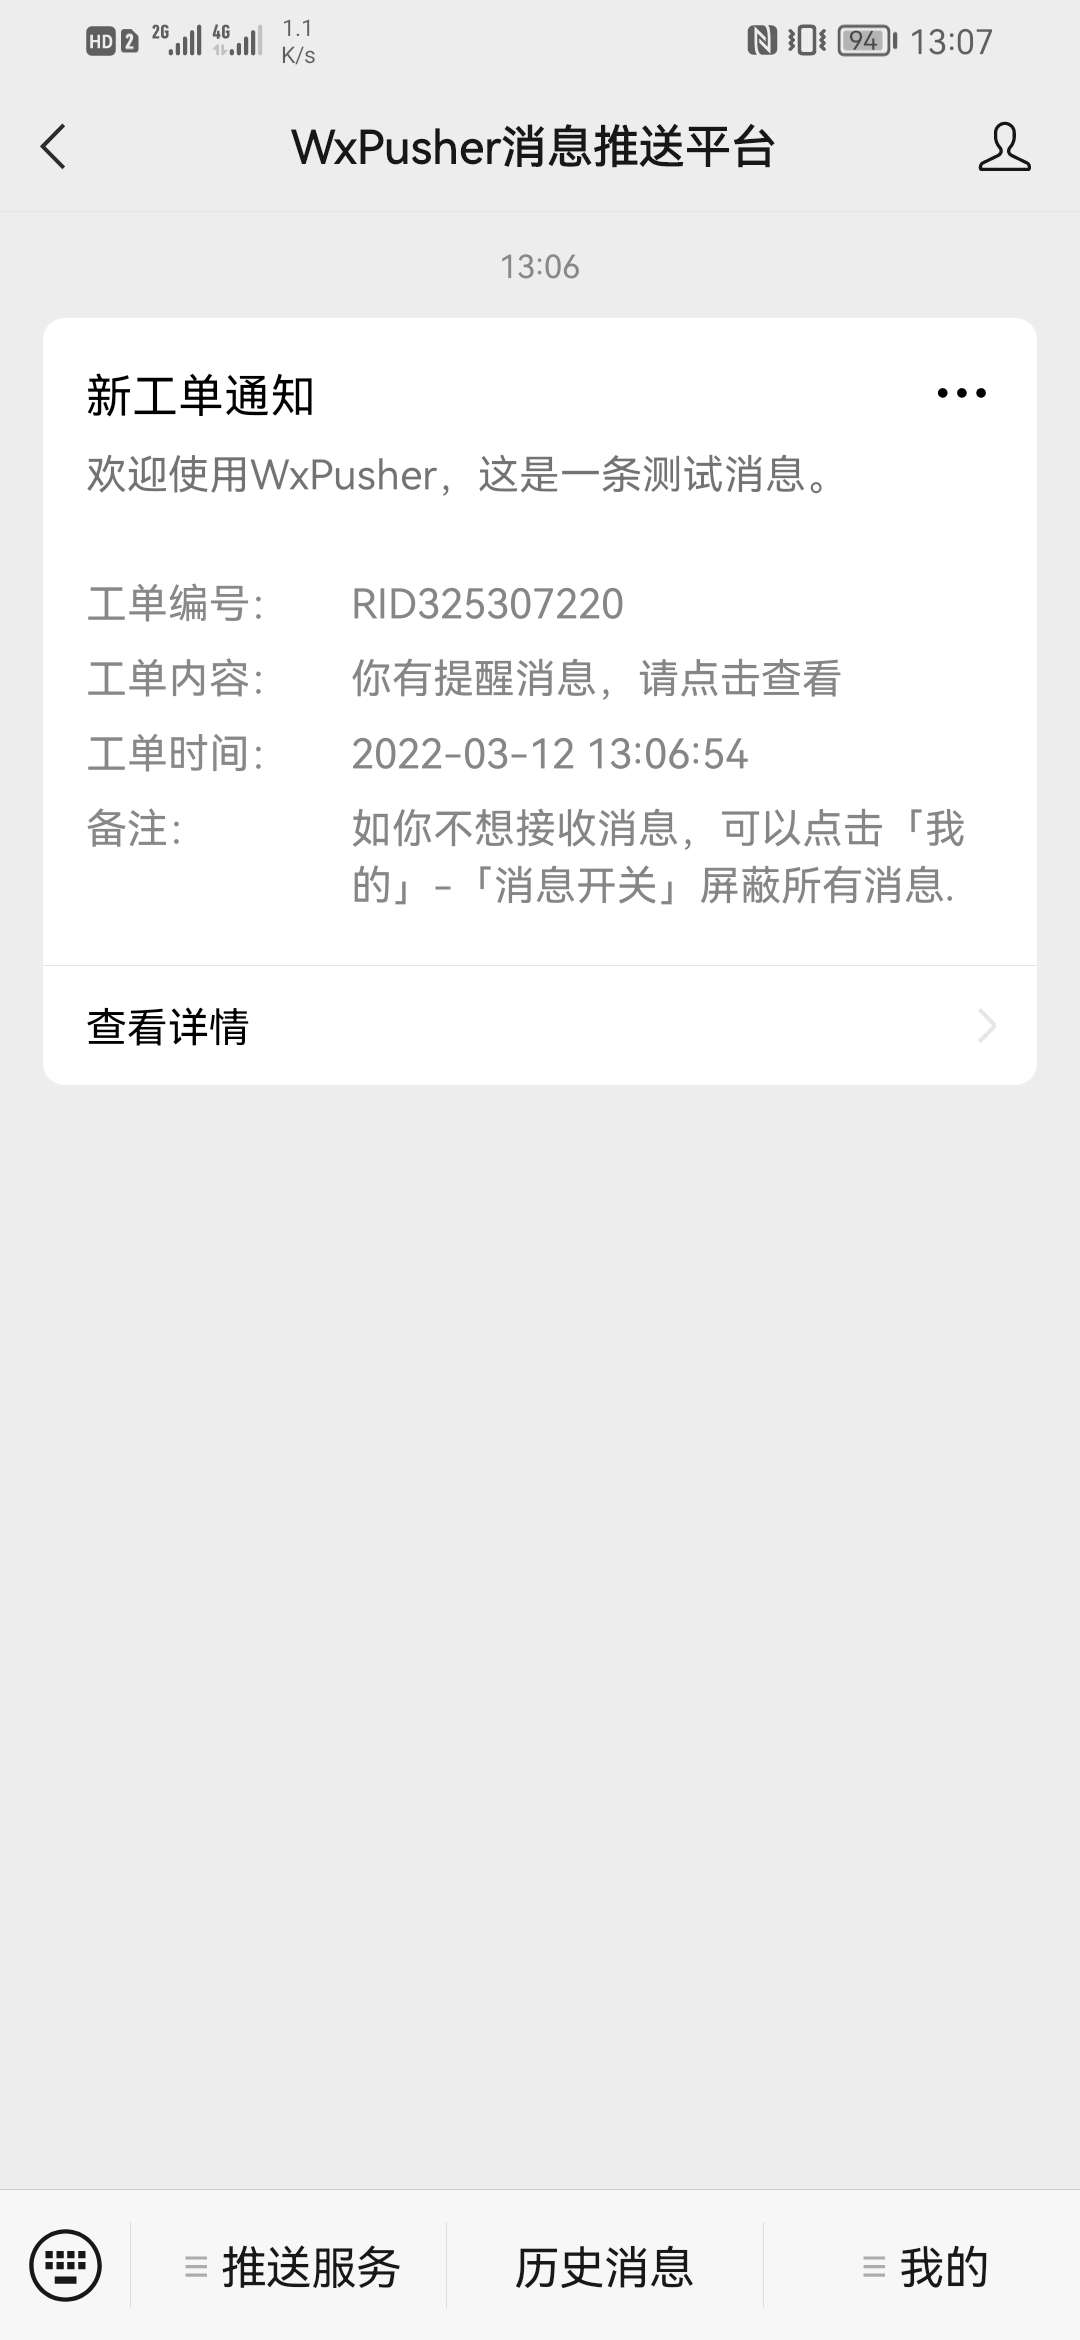 HD 2 2G 4G 1.1 K/s 94 13:07
WxPusher消息推送平台
13:06
新工单通知
欢迎使用WxPusher，这是一条测试消息。
工单编号： RID325307220
工单内容： 你有提醒消息，请点击查看
工单时间： 2022-03-12 13:06:54
备注： 如你不想接收消息，可以点击「我
的」-「消息开关」屏蔽所有消息.
查看详情
推送服务 历史消息 我的